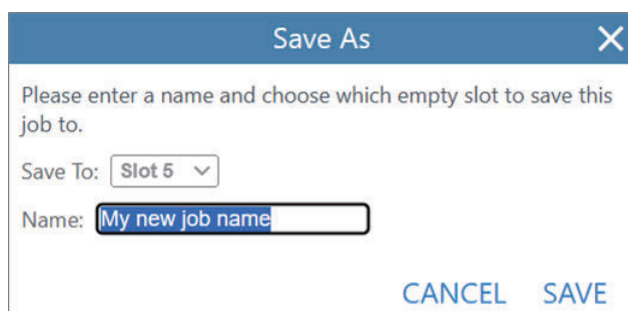 Save As
Please enter a name and choose which empty slot to save this
job to.
Save To: Slot 5
Name: My new job name
CANCEL SAVE